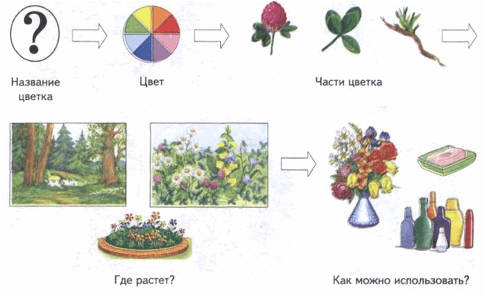 ?
Название
цветка
Цвет
Части цветка
Где растет?
Как можно использовать?